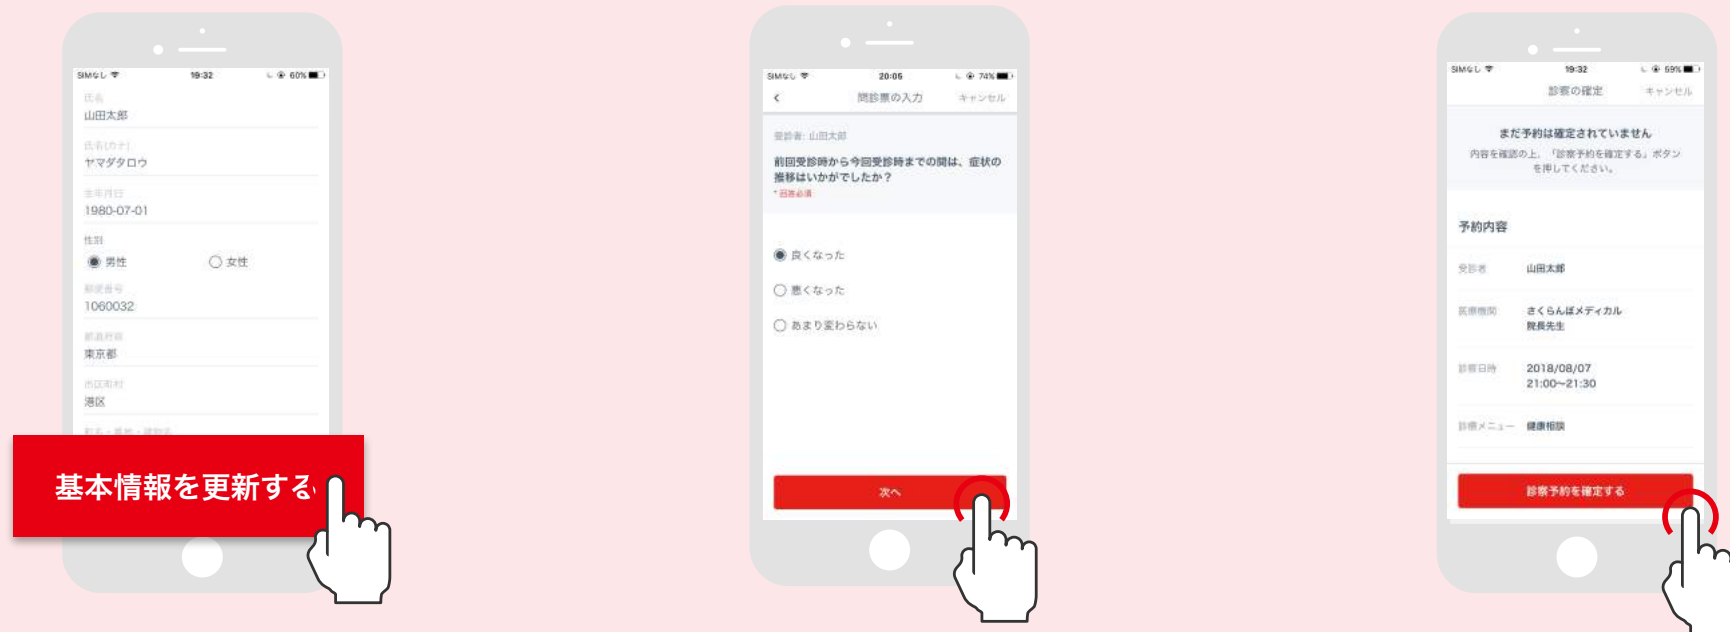 SIMなし 19:32 60%
氏名
山田太郎
氏名(カナ)
ヤマダタロウ
生年月日
1980-07-01
性別
男性 女性
郵便番号
1060032
都道府県
東京都
市区町村
港区
町名・番地・建物名
基本情報を更新する
SIMなし 20:05 74%
< 問診票の入力 キャンセル
受診者: 山田太郎
前回受診時から今回受診時までの間は、症状の
推移はいかがでしたか？
* 回答必須
良くなった
悪くなった
あまり変わらない
次へ
SIMなし 19:32 59%
診察の確定 キャンセル
まだ予約は確定されていません
内容を確認の上、「診察予約を確定する」ボタン
を押してください。
予約内容
受診者 山田太郎
医療機関 さくらんぼメディカル
院長先生
診察日時 2018/08/07
21:00〜21:30
診療メニュー 健康相談
診察予約を確定する